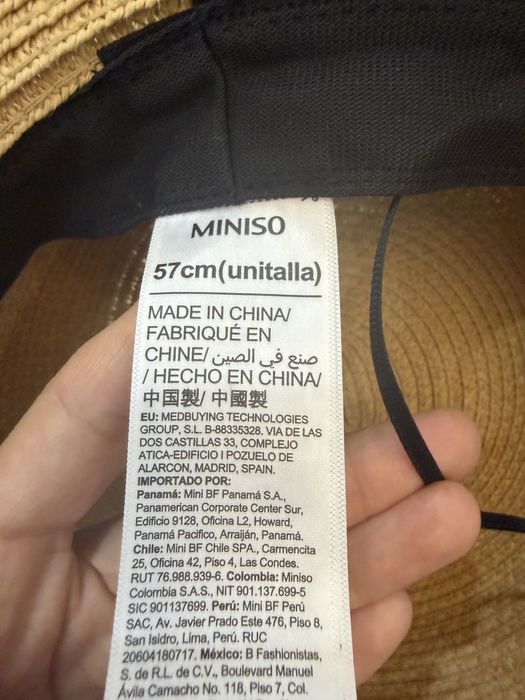 MINISO
57cm(unitalla)
MADE IN CHINA/
FABRIQUÉ EN
CHINE/ صنع في الصين
/ HECHO EN CHINA/
中国製/ 中國製
EU: MEDBUYING TECHNOLOGIES
GROUP, S.L. B-88335328. VIA DE LAS
DOS CASTILLAS 33, COMPLEJO
ATICA-EDIFICIO I POZUELO DE
ALARCON, MADRID, SPAIN.
IMPORTADO POR:
Panamá: Mini BF Panamá S.A.,
Panamerican Corporate Center Sur,
Edificio 9128, Oficina L2, Howard,
Panamá Pacifico, Arraiján, Panamá.
Chile: Mini BF Chile SPA., Carmencita
25, Oficina 42, Piso 4, Las Condes.
RUT 76.988.939-6. Colombia: Miniso
Colombia S.A.S., NIT 901.137.699-5
SIC 901137699. Perú: Mini BF Perú
SAC, Av. Javier Prado Este 476, Piso 8,
San Isidro, Lima, Perú. RUC
20604180717. México: B Fashionistas,
S. de R.L. de C.V., Boulevard Manuel
Ávila Camacho No. 118, Piso 7, Col.